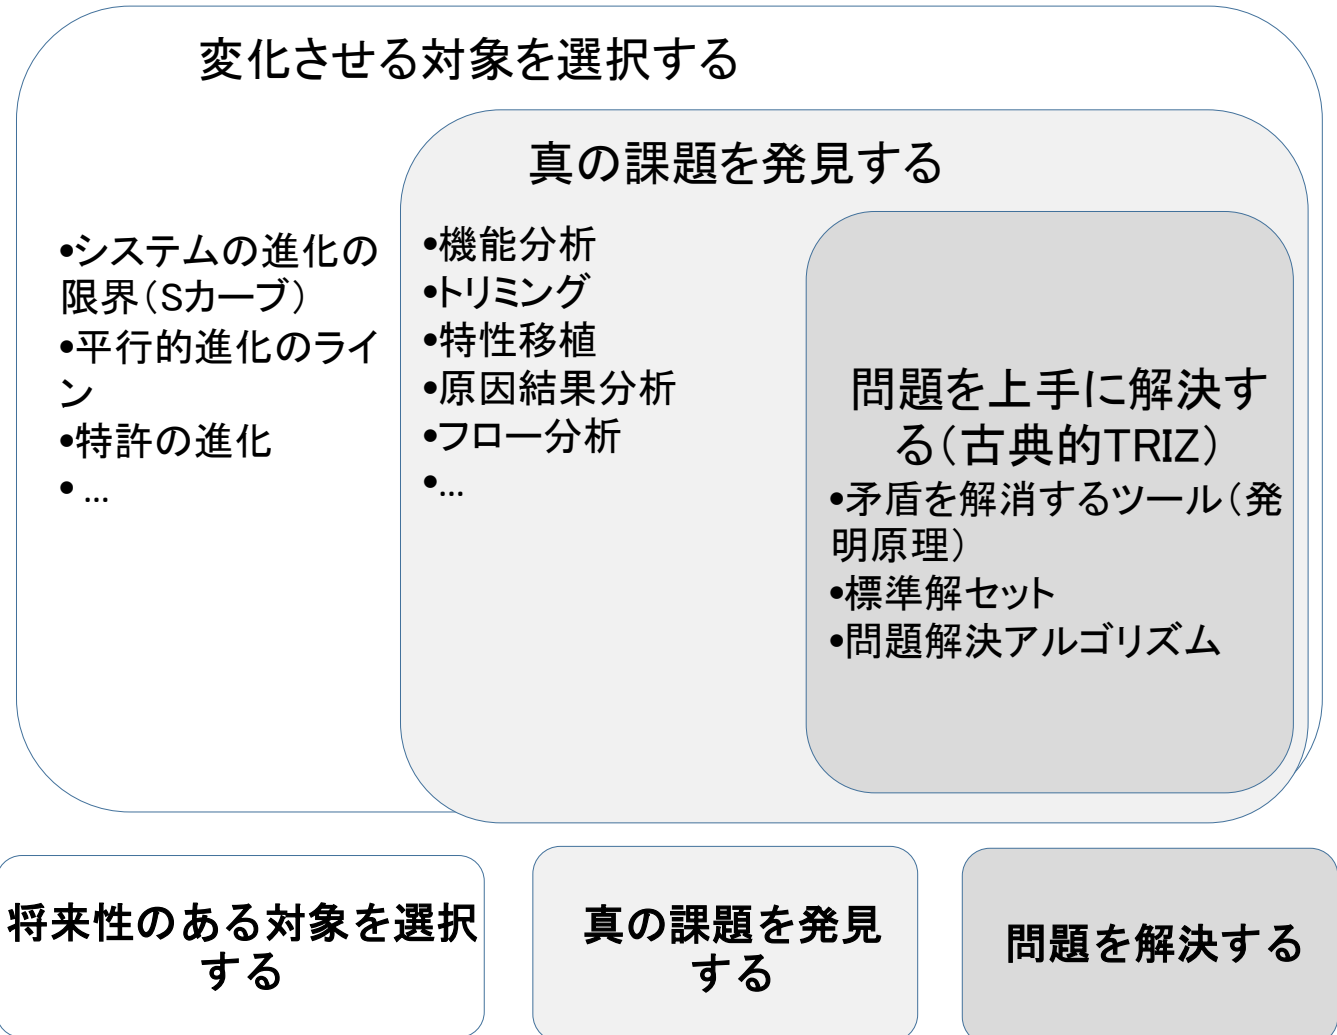 変化させる対象を選択する
真の課題を発見する
•システムの進化の
限界（Sカーブ）
•平行的進化のライ
ン
•特許の進化
• ...
•機能分析
•トリミング
•特性移植
•原因結果分析
•フロー分析
•...
問題を上手に解決す
る（古典的TRIZ）
•矛盾を解消するツール（発
明原理）
•標準解セット
•問題解決アルゴリズム
将来性のある対象を選択
する
真の課題を発見
する
問題を解決する